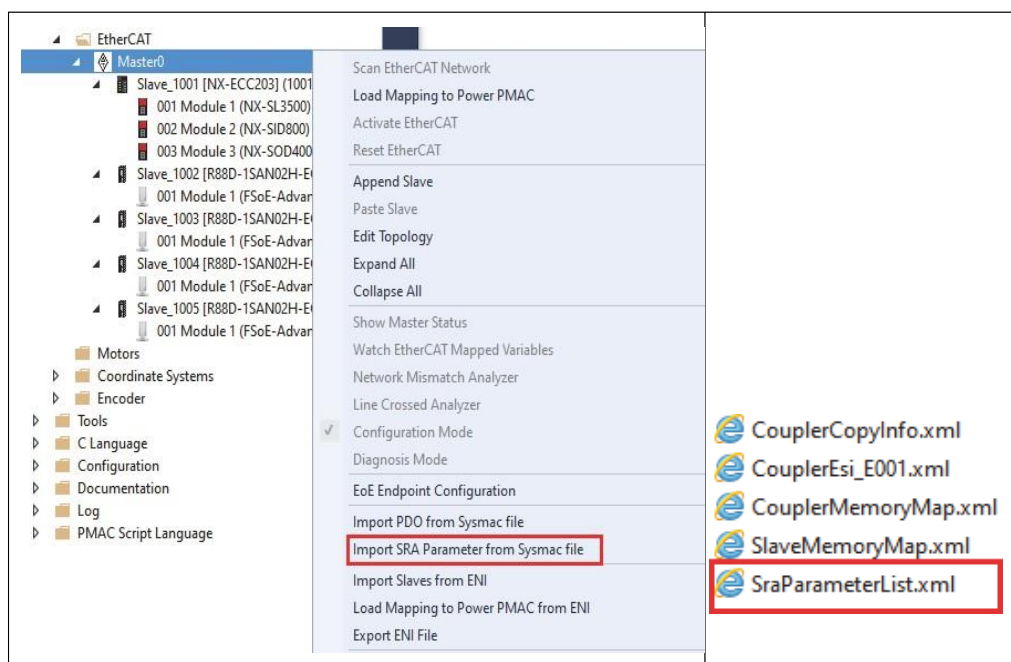 EtherCAT
Master0
Slave_1001 [NX-ECC203] (1001
001 Module 1 (NX-SL3500)
002 Module 2 (NX-SID800)
003 Module 3 (NX-SOD400
Slave_1002 [R88D-1SAN02H-E
001 Module 1 (FSoE-Advar
Slave_1003 [R88D-1SAN02H-E
001 Module 1 (FSoE-Advar
Slave_1004 [R88D-1SAN02H-E
001 Module 1 (FSoE-Advar
Slave_1005 [R88D-1SAN02H-E
001 Module 1 (FSoE-Advar
Motors
Coordinate Systems
Encoder
Tools
C Language
Configuration
Documentation
Log
PMAC Script Language
Scan EtherCAT Network
Load Mapping to Power PMAC
Activate EtherCAT
Reset EtherCAT
Append Slave
Paste Slave
Edit Topology
Expand All
Collapse All
Show Master Status
Watch EtherCAT Mapped Variables
Network Mismatch Analyzer
Line Crossed Analyzer
Configuration Mode
Diagnosis Mode
EoE Endpoint Configuration
Import PDO from Sysmac file
Import SRA Parameter from Sysmac file
Import Slaves from ENI
Load Mapping to Power PMAC from ENI
Export ENI File
CouplerCopyInfo.xml
CouplerEsi_E001.xml
CouplerMemoryMap.xml
SlaveMemoryMap.xml
SraParameterList.xml